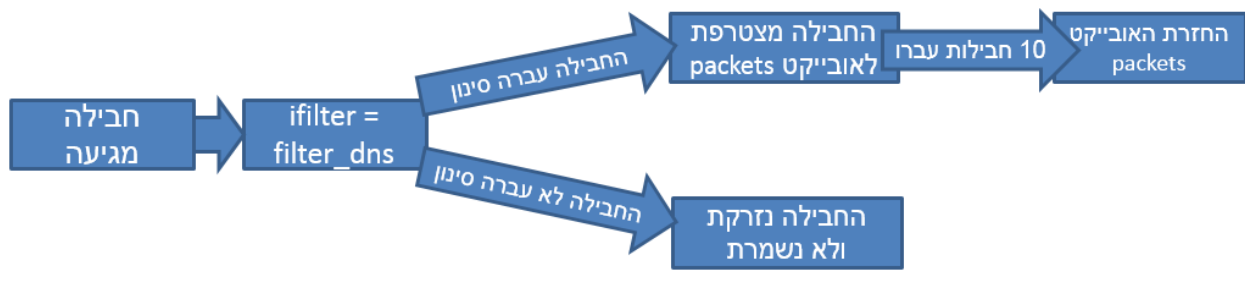 חבילה
מגיעה
ifilter =
filter_dns
החבילה עברה סינון
החבילה לא עברה סינון
החבילה מצטרפת
לאובייקט packets
10 חבילות עברו
החזרת האובייקט
packets
החבילה נזרקת
ולא נשמרת